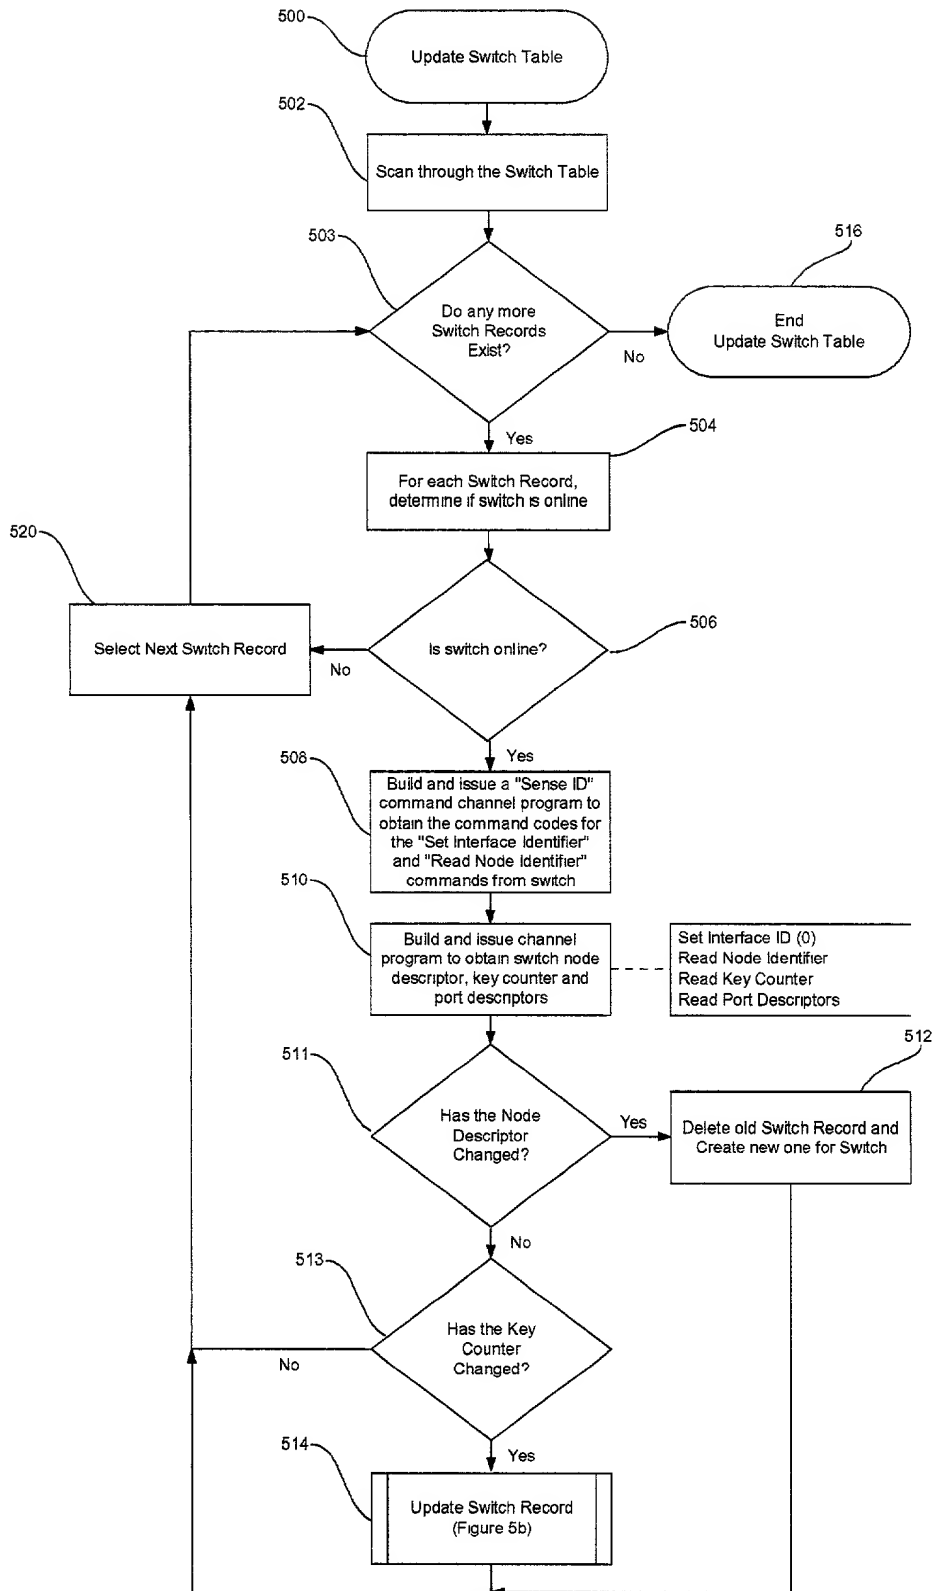 500
Update Switch Table
502
Scan through the Switch Table
503
Do any more
Switch Records
Exist?
No
516
End
Update Switch Table
Yes
504
For each Switch Record,
determine if switch is online
520
Select Next Switch Record
No
Is switch online?
506
Yes
508
Build and issue a "Sense ID"
command channel program to
obtain the command codes for
the "Set Interface Identifier"
and "Read Node Identifier"
commands from switch
510
Build and issue channel
program to obtain switch node
descriptor, key counter and
port descriptors
Set Interface ID (0)
Read Node Identifier
Read Key Counter
Read Port Descriptors
511
Has the Node
Descriptor
Changed?
Yes
512
Delete old Switch Record and
Create new one for Switch
No
513
Has the Key
Counter
Changed?
No
Yes
514
Update Switch Record
(Figure 5b)